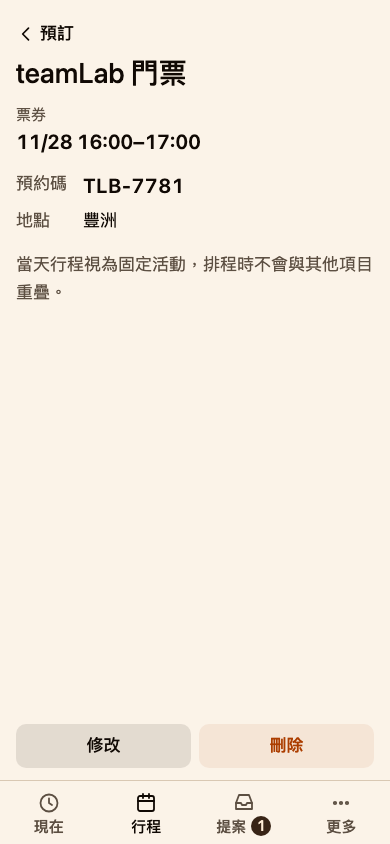 預訂
teamLab 門票
票券
11/28 16:00–17:00
預約碼 TLB-7781
地點 豐洲
當天行程視為固定活動，排程時不會與其他項目
重疊。
修改 刪除
現在 行程 提案 1 更多